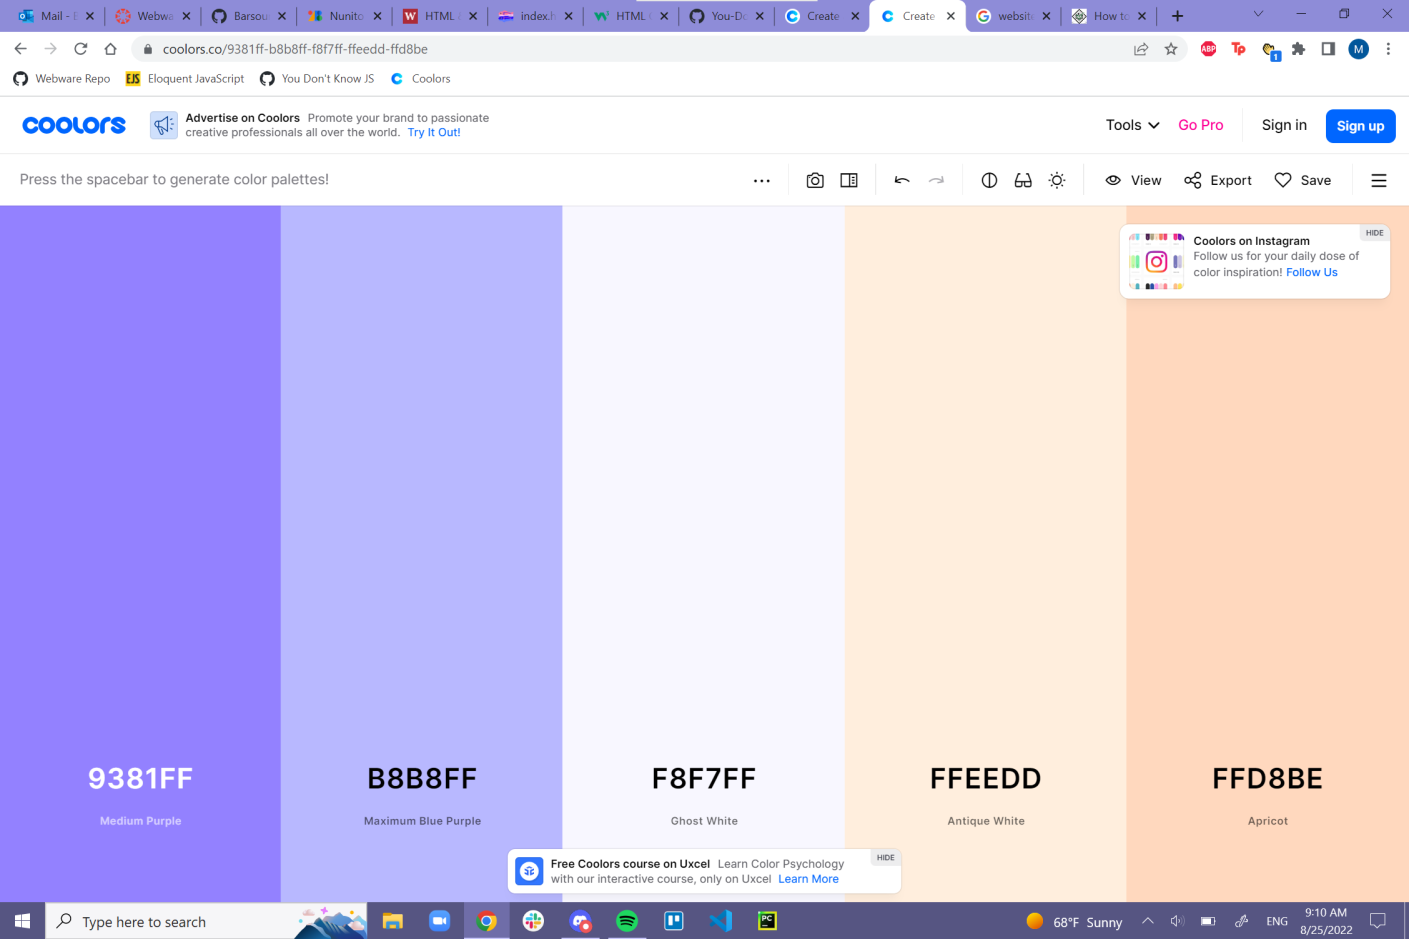 Mail - E
Webwa
Barsou
Nunito
W HTML
index.h
HTML
You-Do
Create
Create
website
How to
coolors.co/9381ff-b8b8ff-f8f7ff-ffeedd-ffd8be
ABP
Tp
1
M
Webware Repo
EJS Eloquent JavaScript
You Don't Know JS
Coolors
coolors
Advertise on Coolors Promote your brand to passionate
creative professionals all over the world. Try It Out!
Tools
Go Pro
Sign in
Sign up
Press the spacebar to generate color palettes!
View
Export
Save
HIDE
Coolors on Instagram
Follow us for your daily dose of
color inspiration! Follow Us
9381FF
Medium Purple
B8B8FF
Maximum Blue Purple
F8F7FF
Ghost White
FFEEDD
Antique White
FFD8BE
Apricot
HIDE
Free Coolors course on Uxcel Learn Color Psychology
with our interactive course, only on Uxcel Learn More
Type here to search
PC
68°F Sunny
ENG
9:10 AM
8/25/2022